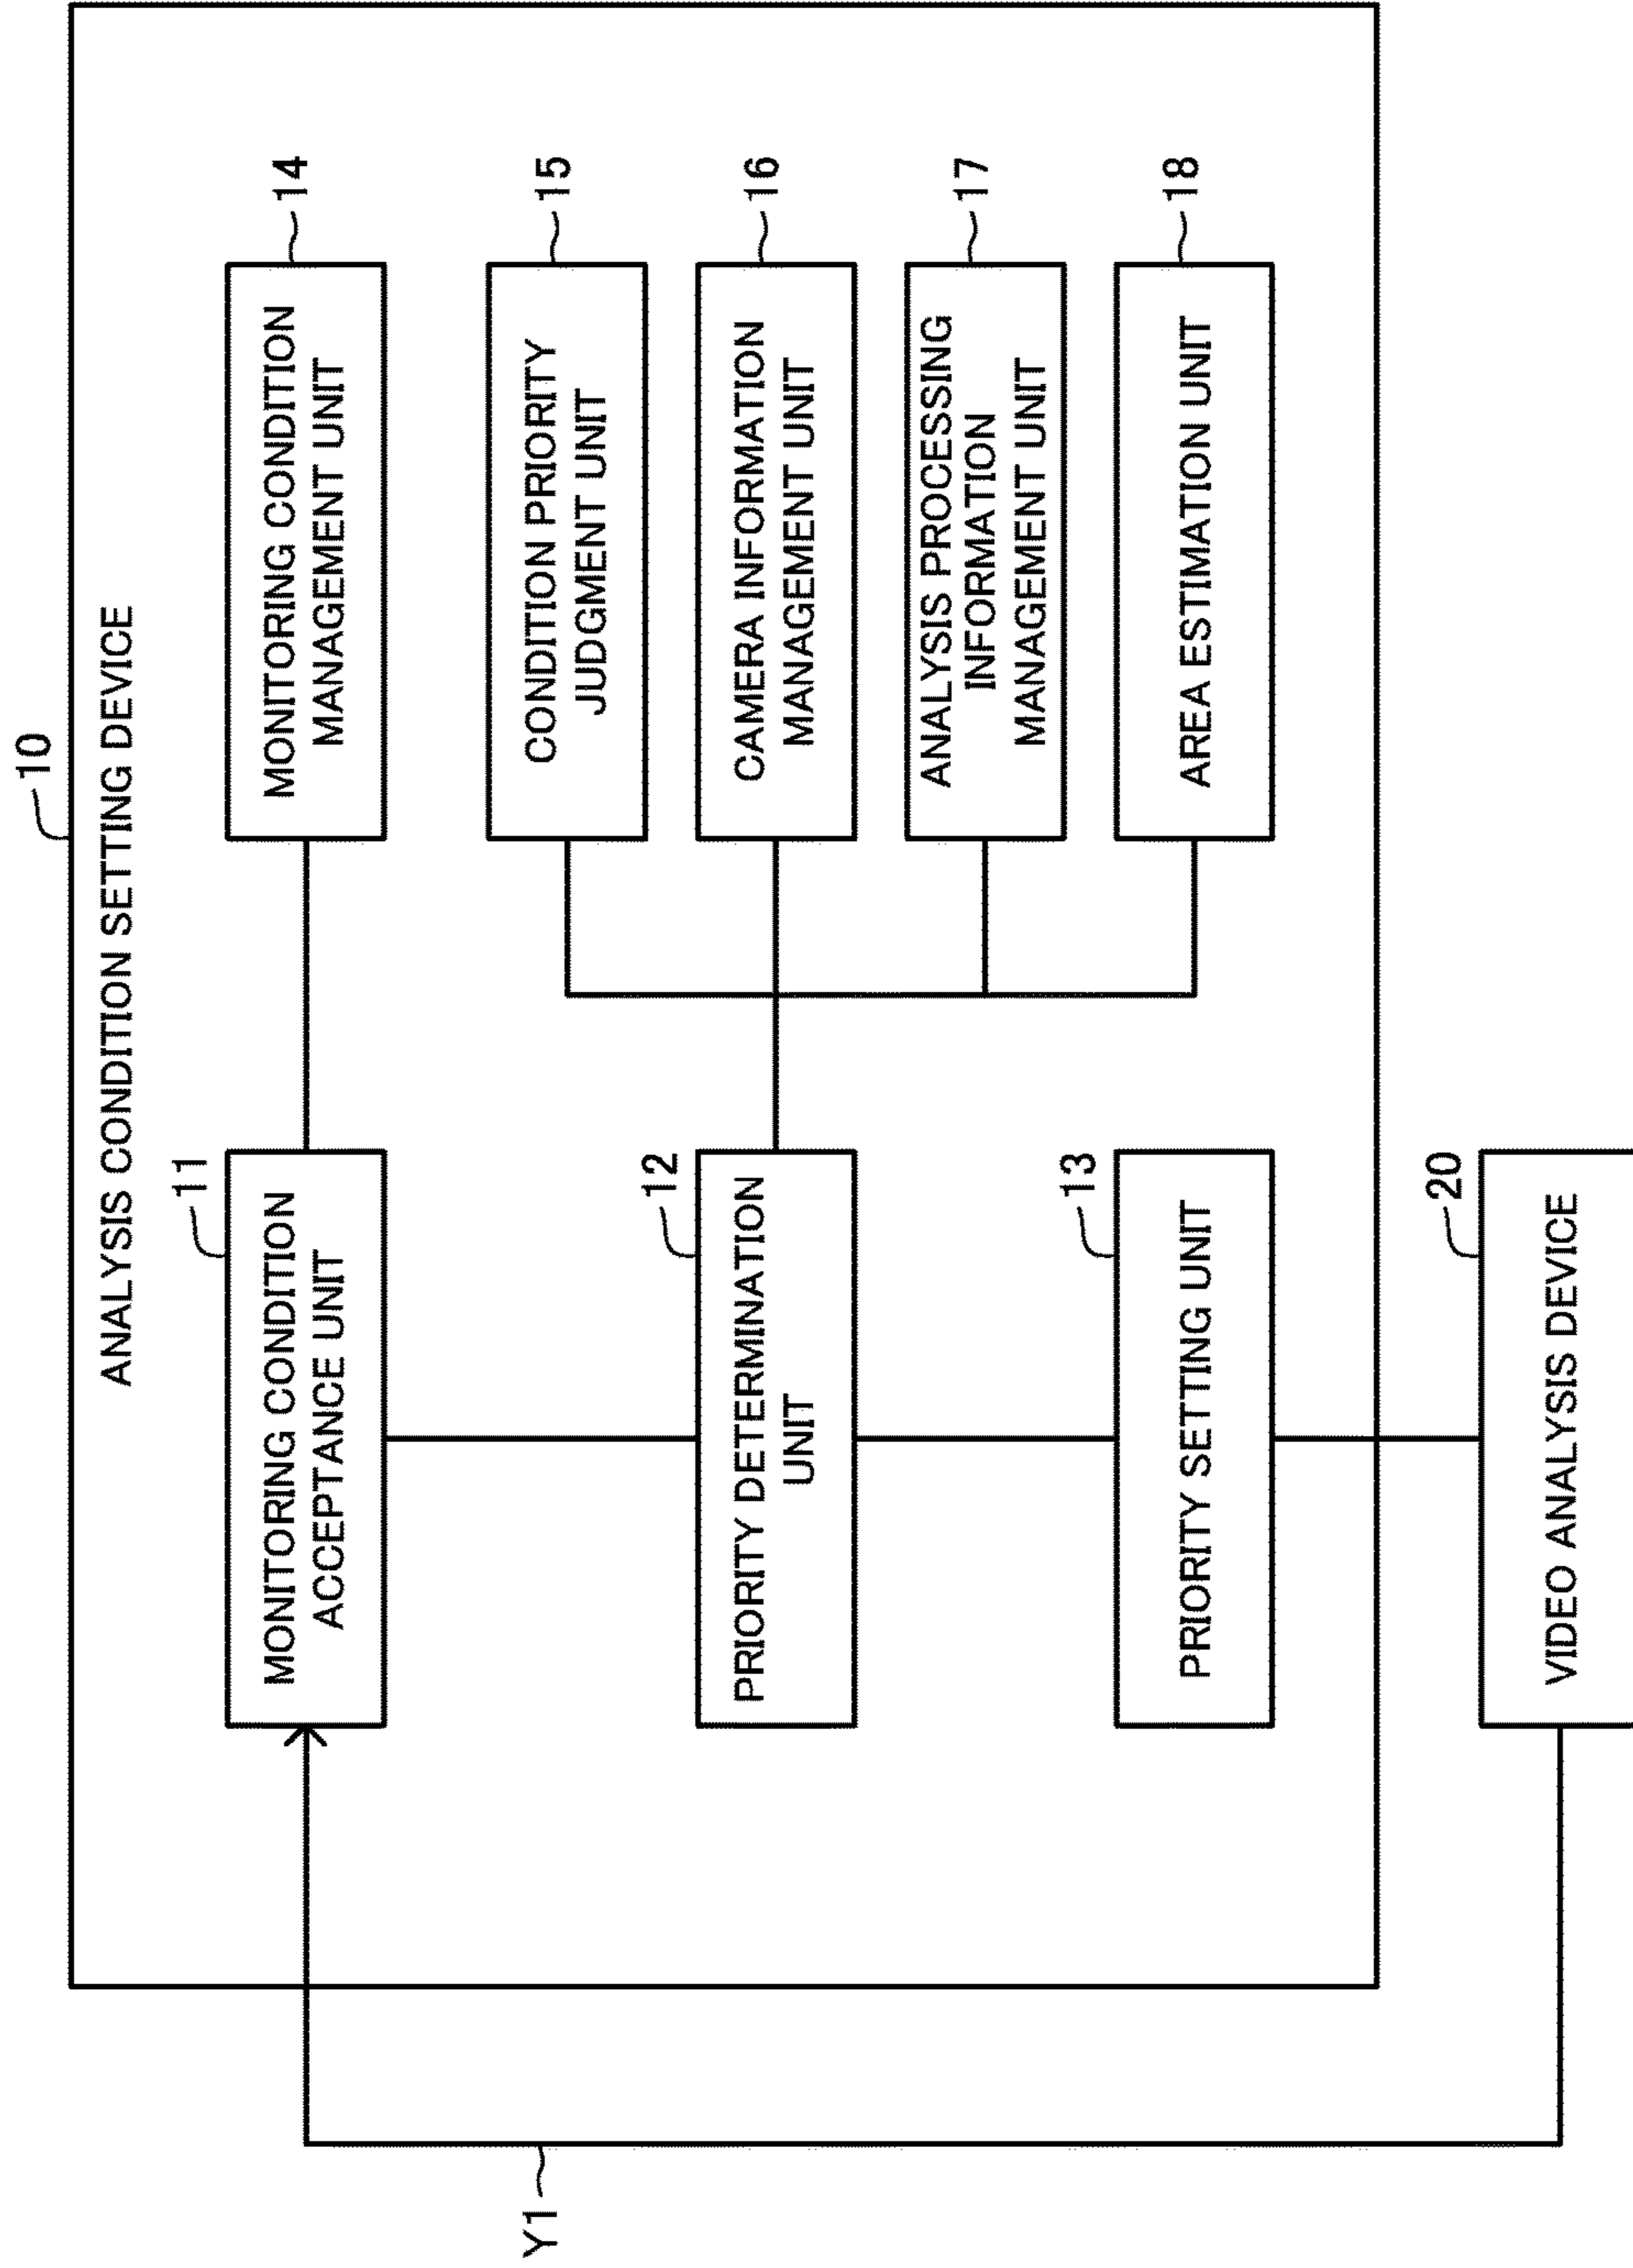 10
ANALYSIS CONDITION SETTING DEVICE
11
MONITORING CONDITION
ACCEPTANCE UNIT
14
MONITORING CONDITION
MANAGEMENT UNIT
Y1
15
CONDITION PRIORITY
JUDGMENT UNIT
12
PRIORITY DETERMINATION
UNIT
16
CAMERA INFORMATION
MANAGEMENT UNIT
17
ANALYSIS PROCESSING
INFORMATION
MANAGEMENT UNIT
13
PRIORITY SETTING UNIT
18
AREA ESTIMATION UNIT
20
VIDEO ANALYSIS DEVICE